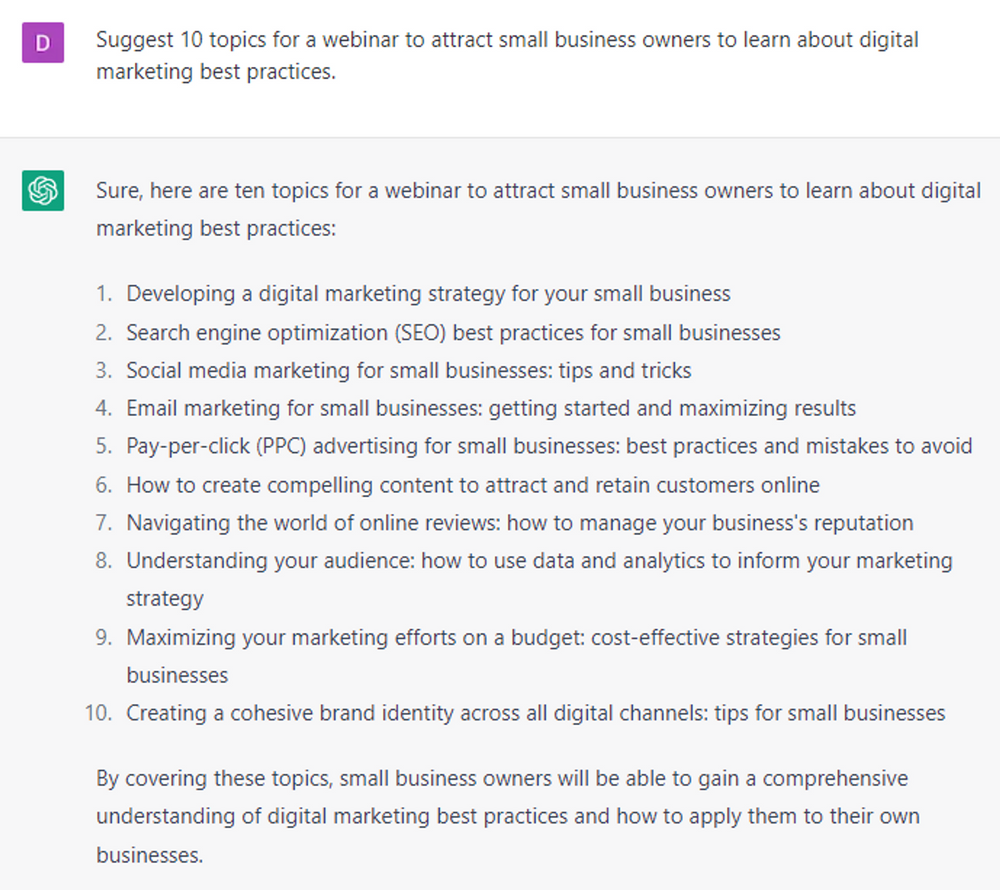 D
Suggest 10 topics for a webinar to attract small business owners to learn about digital
marketing best practices.
Sure, here are ten topics for a webinar to attract small business owners to learn about digital
marketing best practices:
1. Developing a digital marketing strategy for your small business
2. Search engine optimization (SEO) best practices for small businesses
3. Social media marketing for small businesses: tips and tricks
4. Email marketing for small businesses: getting started and maximizing results
5. Pay-per-click (PPC) advertising for small businesses: best practices and mistakes to avoid
6. How to create compelling content to attract and retain customers online
7. Navigating the world of online reviews: how to manage your business's reputation
8. Understanding your audience: how to use data and analytics to inform your marketing
strategy
9. Maximizing your marketing efforts on a budget: cost-effective strategies for small
businesses
10. Creating a cohesive brand identity across all digital channels: tips for small businesses
By covering these topics, small business owners will be able to gain a comprehensive
understanding of digital marketing best practices and how to apply them to their own
businesses.